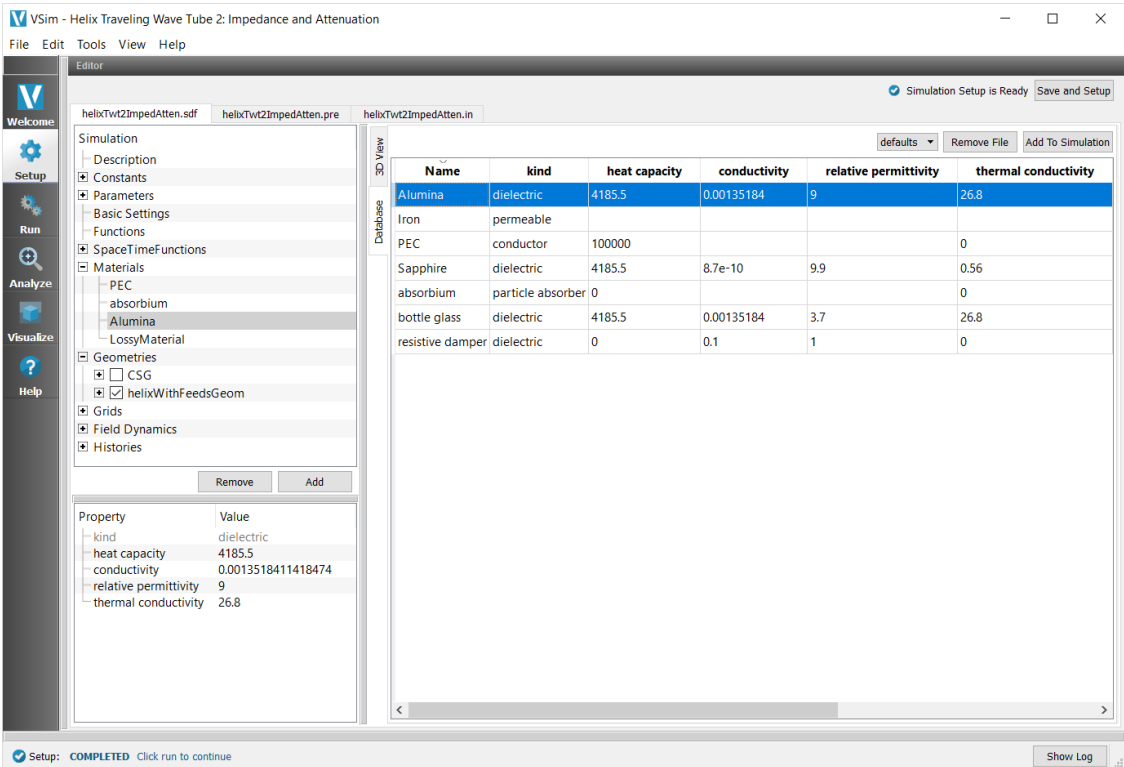 VSim - Helix Traveling Wave Tube 2: Impedance and Attenuation
File Edit Tools View Help
Editor
Welcome
Setup
Run
Analyze
Visualize
Help
Simulation Setup is Ready Save and Setup
helixTwt2ImpedAtten.sdf helixTwt2ImpedAtten.pre helixTwt2ImpedAtten.in
Simulation
Description
Constants
Parameters
Basic Settings
Functions
SpaceTimeFunctions
Materials
PEC
absorbium
Alumina
LossyMaterial
Geometries
CSG
helixWithFeedsGeom
Grids
Field Dynamics
Histories
Remove Add
Property Value
kind dielectric
heat capacity 4185.5
conductivity 0.0013518411418474
relative permittivity 9
thermal conductivity 26.8
3D View
Database
defaults Remove File Add To Simulation
Name kind heat capacity conductivity relative permittivity thermal conductivity
Alumina dielectric 4185.5 0.00135184 9 26.8
Iron permeable
PEC conductor 100000 0
Sapphire dielectric 4185.5 8.7e-10 9.9 0.56
absorbium particle absorber 0 0
bottle glass dielectric 4185.5 0.00135184 3.7 26.8
resistive damper dielectric 0 0.1 1 0
Setup: COMPLETED Click run to continue
Show Log